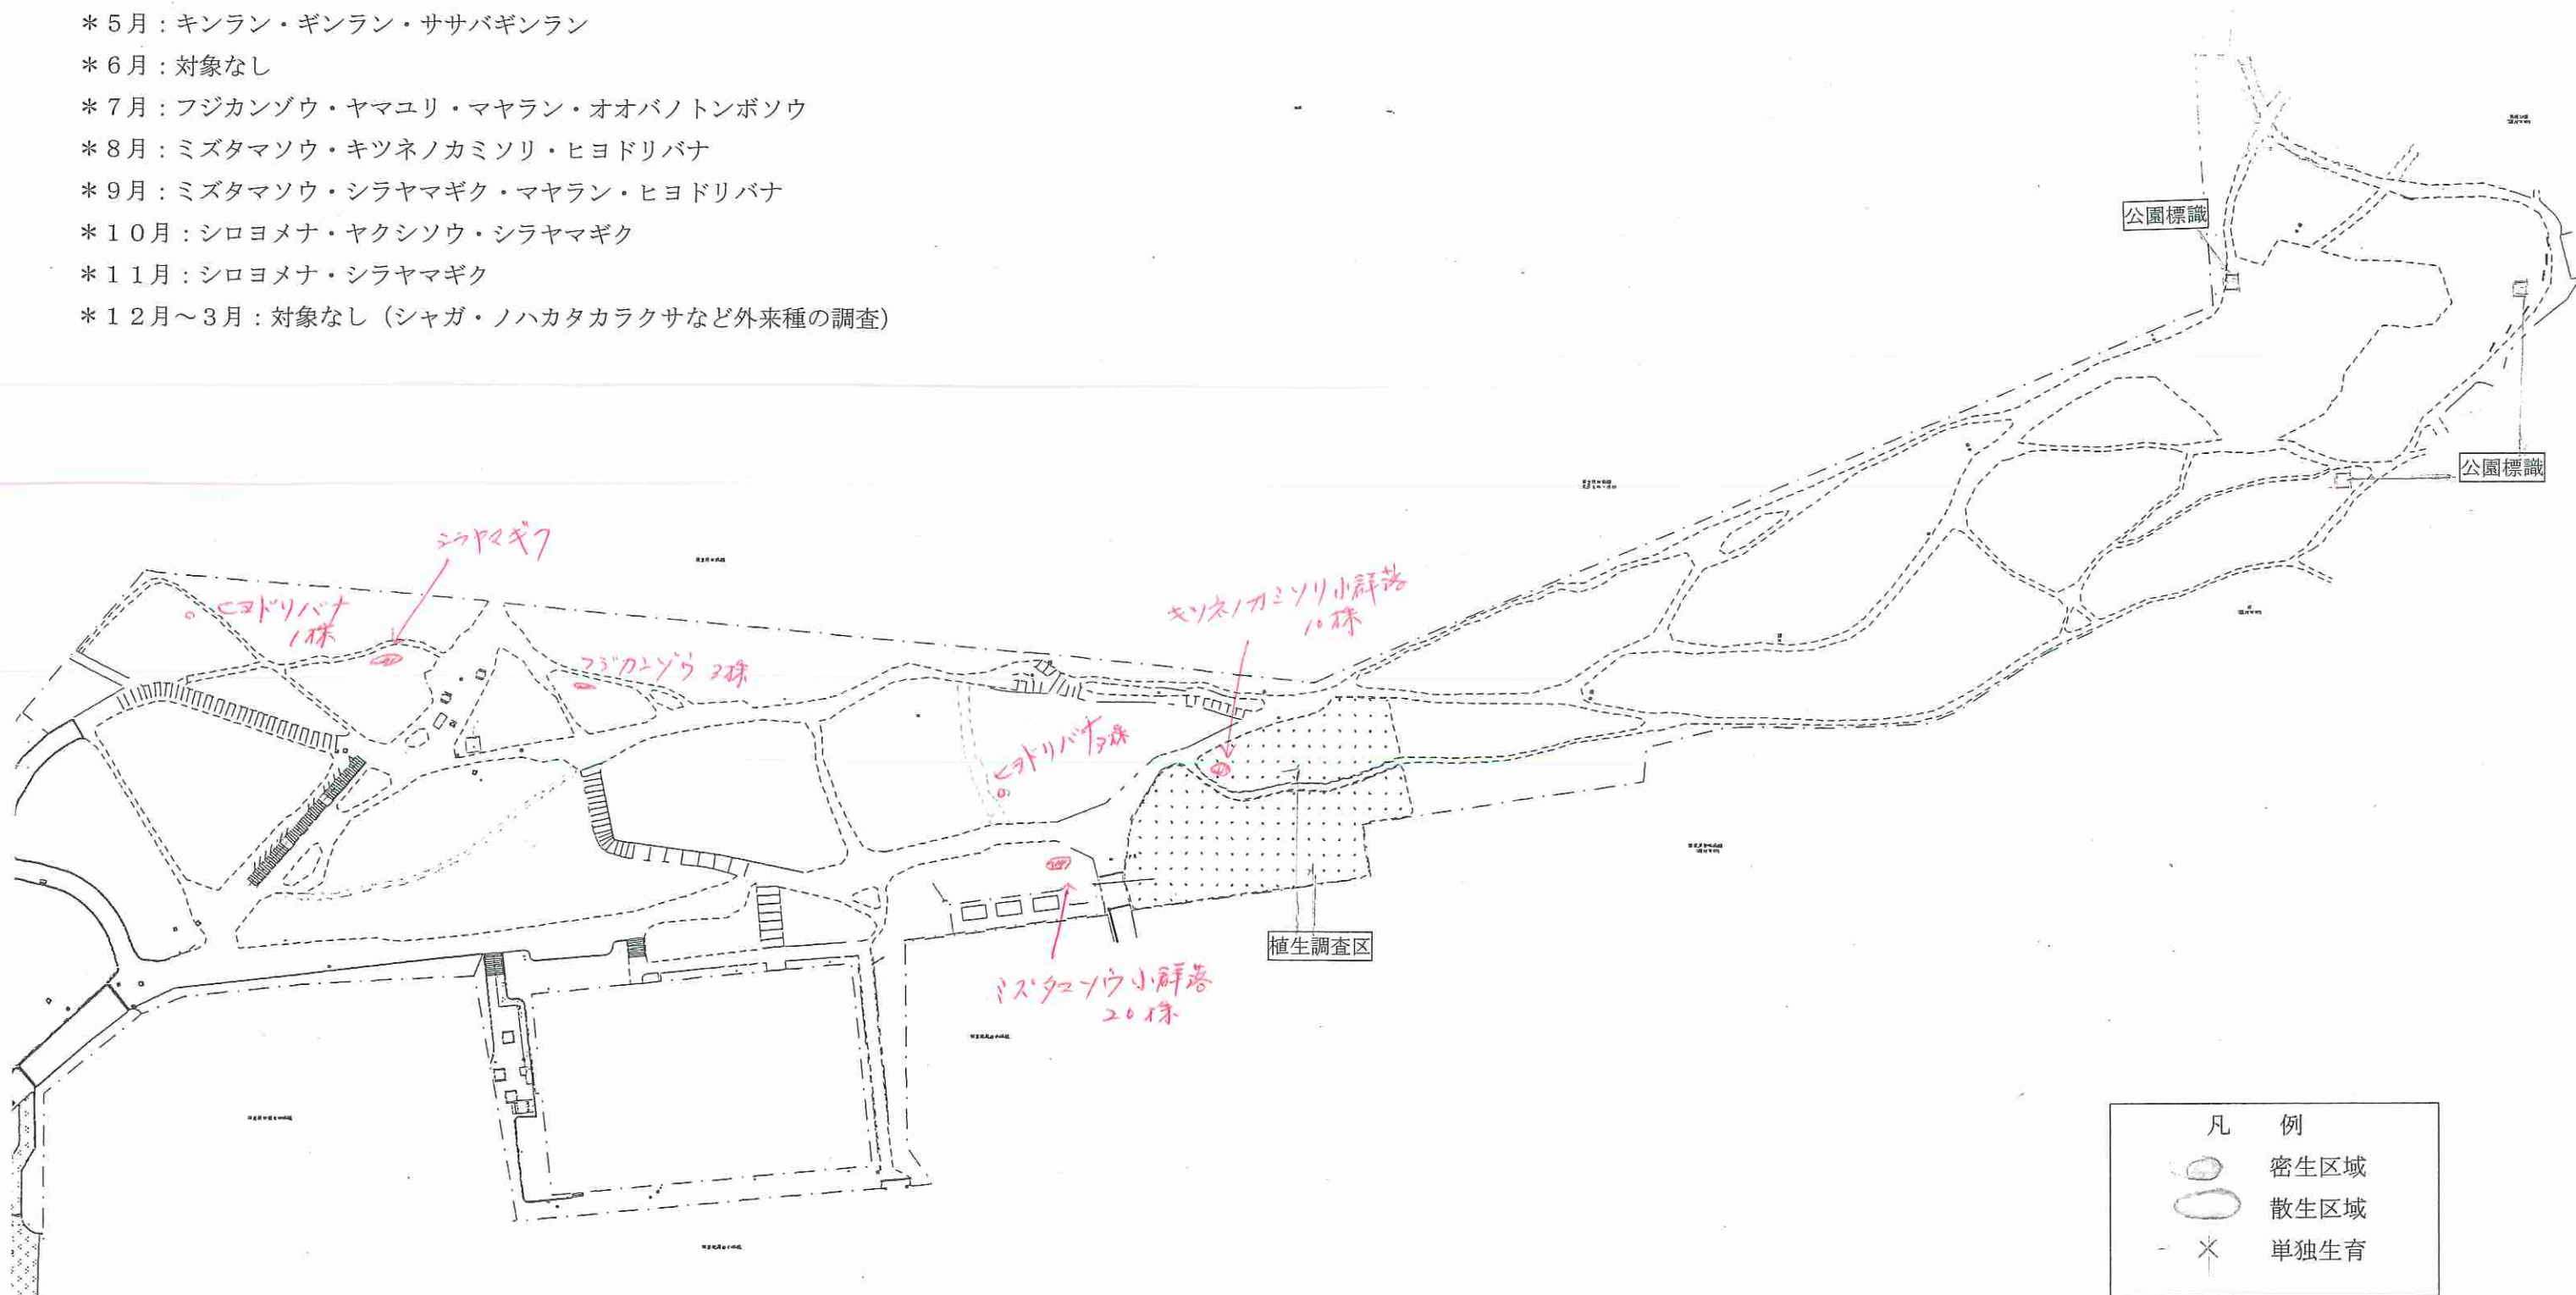 ＊５月：キンラン・ギンラン・ササバギンラン
＊６月：対象なし
＊７月：フジカンゾウ・ヤマユリ・マヤラン・オオバノトンボソウ
＊８月：ミズタマソウ・キツネノカミソリ・ヒヨドリバナ
＊９月：ミズタマソウ・シラヤマギク・マヤラン・ヒヨドリバナ
＊１０月：シロヨメナ・ヤクシソウ・シラヤマギク
＊１１月：シロヨメナ・シラヤマギク
＊１２月～３月：対象なし（シャガ・ノハカタカラクサなど外来種の調査）
公園標識
公園標識
シラヤマギク
ヒヨドリバナ
1株
フジカンゾウ 3株
キツネノカミソリ小群落
10株
ヒヨドリバナ3株
ミズタマソウ小群落
20株
植生調査区
凡　例
密生区域
散生区域
単独生育